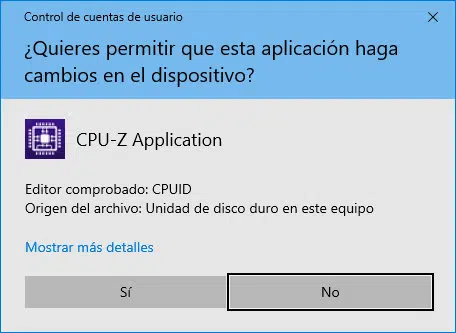 Control de cuentas de usuario
¿Quieres permitir que esta aplicación haga
cambios en el dispositivo?
CPU-Z Application
Editor comprobado: CPUID
Origen del archivo: Unidad de disco duro en este equipo
Mostrar más detalles
Sí
No